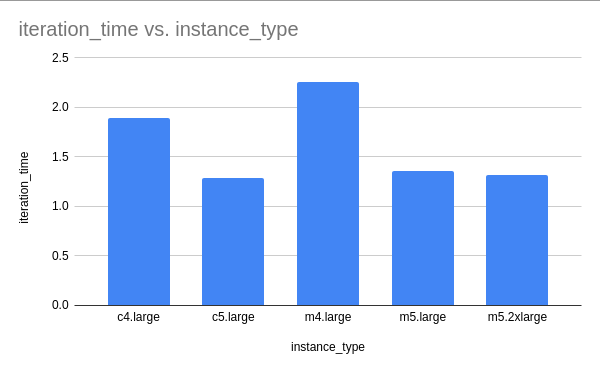 iteration_time vs. instance_type
2.5
2.0
1.5
1.0
0.5
0.0
iteration_time
c4.large c5.large m4.large m5.large m5.2xlarge
instance_type